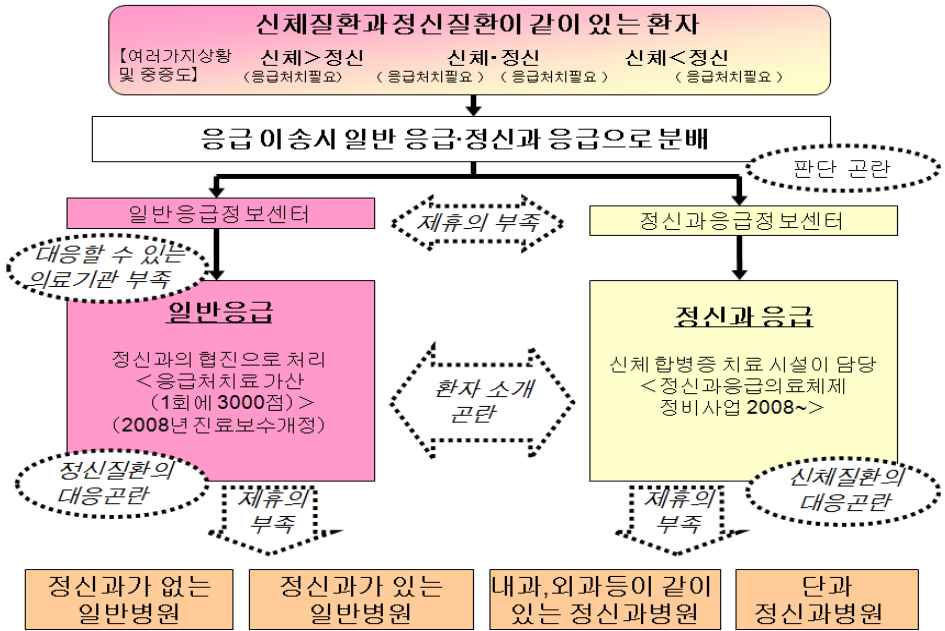 신체질환과 정신질환이 같이 있는 환자
【여러가지상황 및 중증도】
신체>정신
(응급처치필요)
신체·정신
(응급처치필요) (응급처치필요)
신체<정신
(응급처치필요)
응급 이송시 일반 응급·정신과 응급으로 분배
판단 곤란
일반응급정보센터
제휴의 부족
정신과응급정보센터
대응할 수 있는
의료기관 부족
일반응급
정신과의 협진으로 처리
<응급처치료 가산
(1회에 3000점)>
(2008년 진료보수개정)
환자 소개
곤란
정신과 응급
신체 합병증 치료 시설이 담당
<정신과응급의료체제
정비사업 2008~>
정신질환의
대응곤란
제휴의
부족
제휴의
부족
신체질환의
대응곤란
정신과가 없는
일반병원
정신과가 있는
일반병원
내과,외과등이 같이
있는 정신과병원
단과
정신과병원